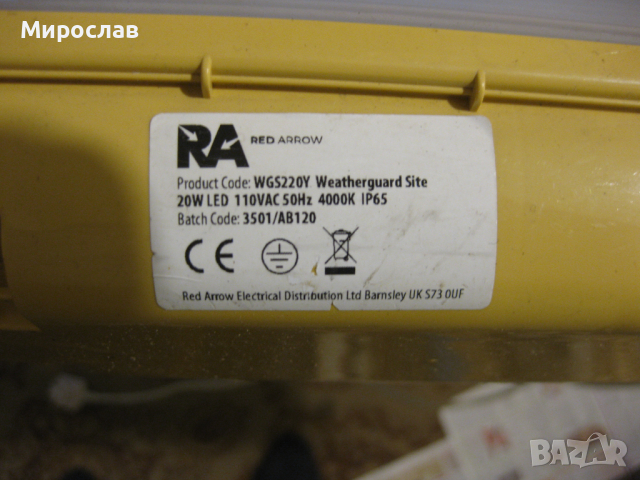 Мирослав
RA RED ARROW
Product Code: WGS220Y Weatherguard Site
20W LED 110VAC 50Hz 4000K IP65
Batch Code: 3501/AB120
CE
Red Arrow Electrical Distribution Ltd Barnsley UK S73 0UF
BAZAR